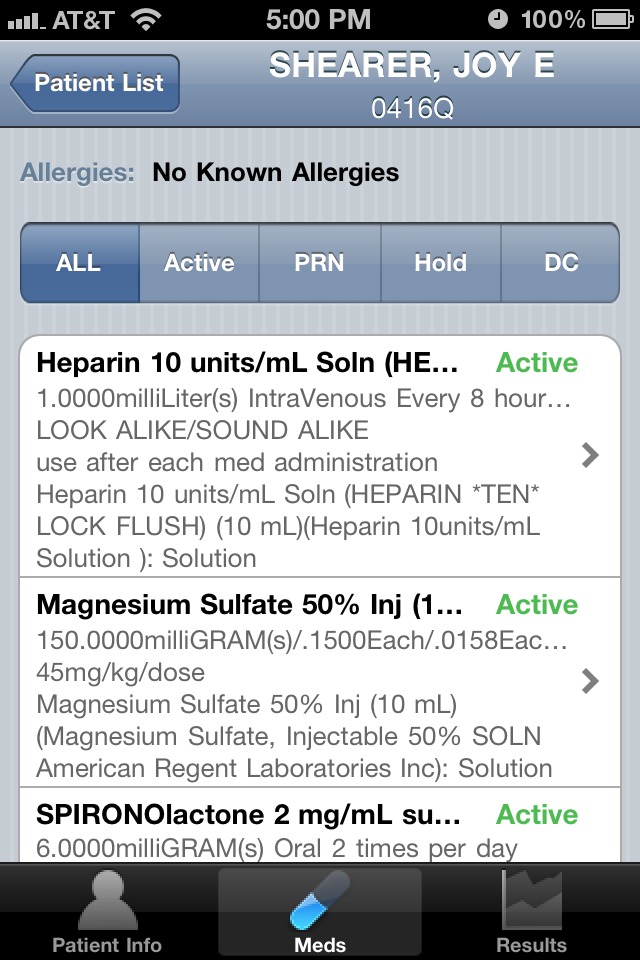 AT&T 5:00 PM 100%
Patient List
SHEARER, JOY E
0416Q
Allergies: No Known Allergies
ALL Active PRN Hold DC
Heparin 10 units/mL Soln (HE... Active
1.0000milliLiter(s) IntraVenous Every 8 hour...
LOOK ALIKE/SOUND ALIKE
use after each med administration
Heparin 10 units/mL Soln (HEPARIN *TEN*
LOCK FLUSH) (10 mL)(Heparin 10units/mL
Solution ): Solution
Magnesium Sulfate 50% Inj (1... Active
150.0000milliGRAM(s)/.1500Each/.0158Eac...
45mg/kg/dose
Magnesium Sulfate 50% Inj (10 mL)
(Magnesium Sulfate, Injectable 50% SOLN
American Regent Laboratories Inc): Solution
SPIRONOlactone 2 mg/mL su... Active
6.0000milliGRAM(s) Oral 2 times per day
Patient Info Meds Results